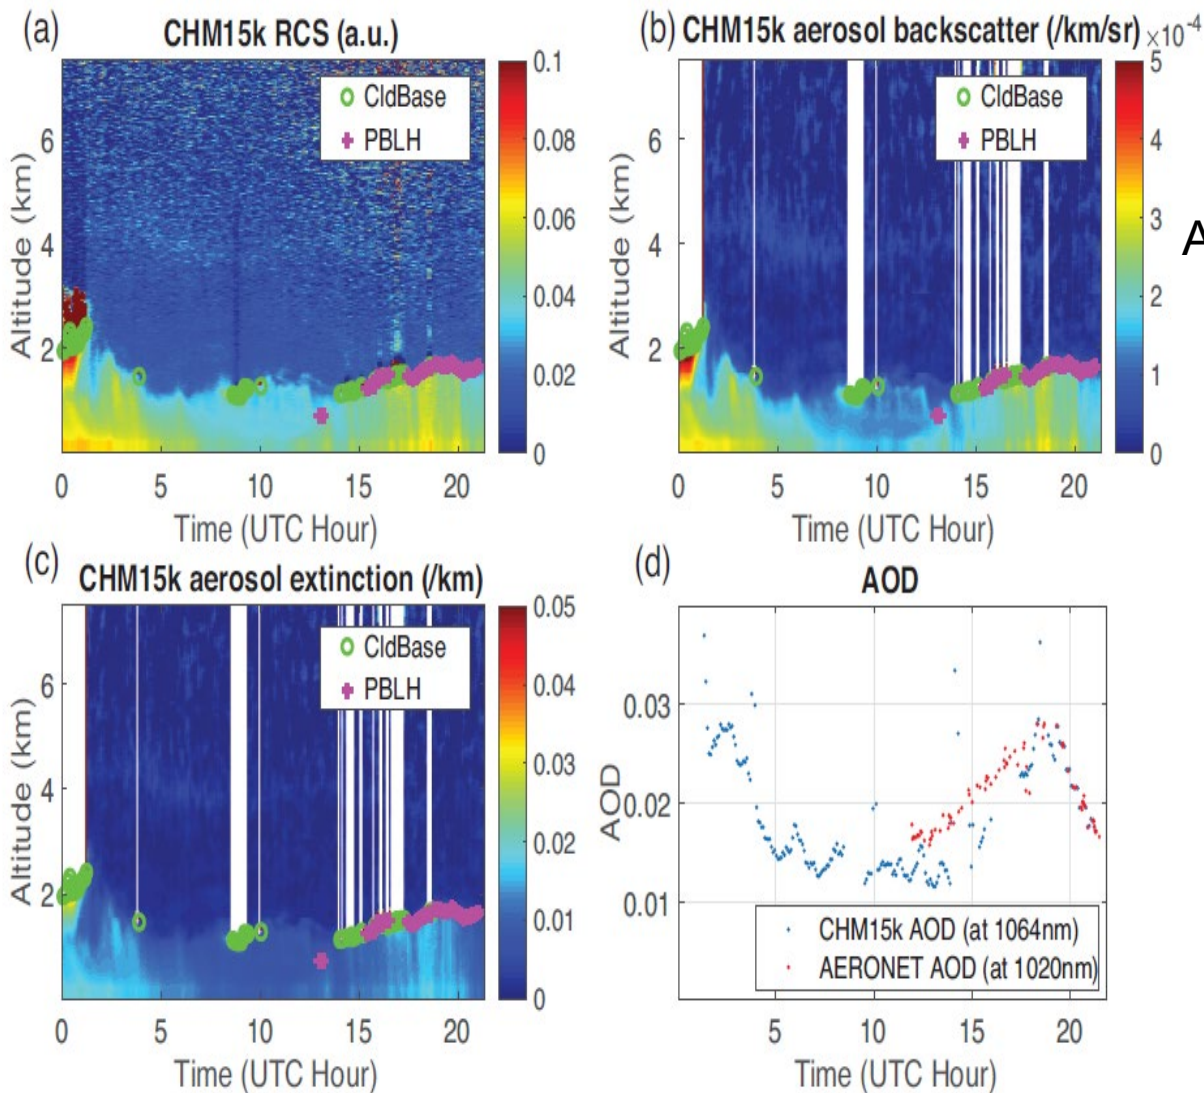 (a)
CHM15k RCS (a.u.)
CldBase
PBLH
Altitude (km)
6
4
2
0 5 10 15 20
Time (UTC Hour)
0.1
0.08
0.06
0.04
0.02
0
(b)
CHM15k aerosol backscatter (/km/sr)
×10⁻⁴
CldBase
PBLH
Altitude (km)
6
4
2
0 5 10 15 20
Time (UTC Hour)
5
4
3
2
1
0
A
(c)
CHM15k aerosol extinction (/km)
CldBase
PBLH
Altitude (km)
6
4
2
0 5 10 15 20
Time (UTC Hour)
0.05
0.04
0.03
0.02
0.01
0
(d)
AOD
AOD
0.03
0.02
0.01
5 10 15 20
Time (UTC Hour)
CHM15k AOD (at 1064nm)
AERONET AOD (at 1020nm)